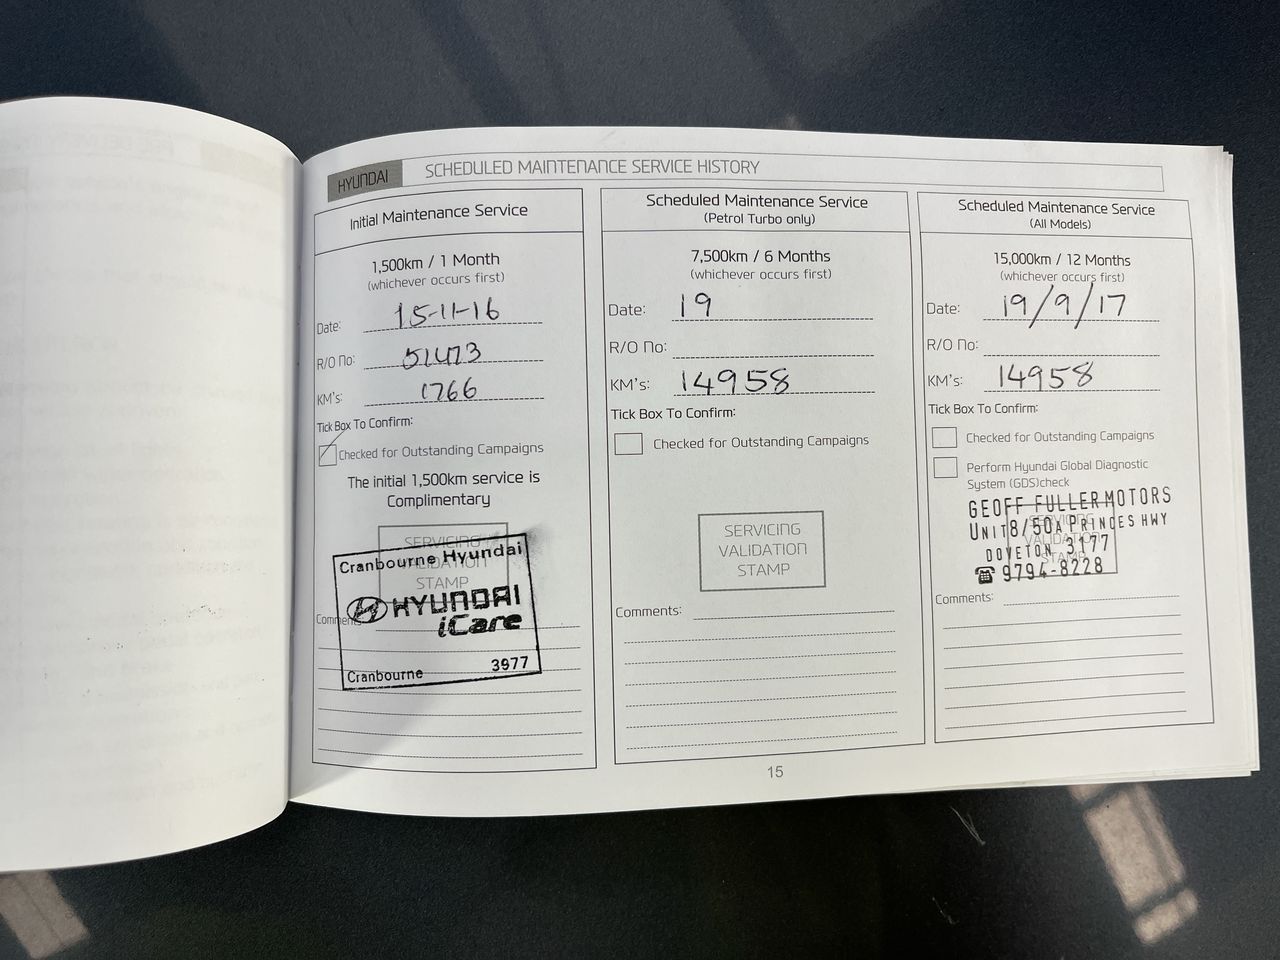 HYUNDAI
SCHEDULED MAINTENANCE SERVICE HISTORY
Initial Maintenance Service
1,500km / 1 Month
(whichever occurs first)
Date: 15-11-16
R/O No: 51473
KM's: 1766
Tick Box To Confirm:
Checked for Outstanding Campaigns
The initial 1,500km service is
Complimentary
SERVICING
VALIDATION
STAMP
Cranbourne Hyundai
HYUNDAI
iCare
Cranbourne 3977
Comments:
Scheduled Maintenance Service
(Petrol Turbo only)
7,500km / 6 Months
(whichever occurs first)
Date: 19
R/O No:
KM's: 14958
Tick Box To Confirm:
Checked for Outstanding Campaigns
SERVICING
VALIDATION
STAMP
Comments:
Scheduled Maintenance Service
(All Models)
15,000km / 12 Months
(whichever occurs first)
Date: 19/9/17
R/O No:
KM's: 14958
Tick Box To Confirm:
Checked for Outstanding Campaigns
Perform Hyundai Global Diagnostic
System (GDS)check
SERVICING
VALIDATION
STAMP
GEOFF FULLER MOTORS
UNIT 8/50A PRINCES HWY
DOVETON 3177
☎ 9794-8228
Comments:
15